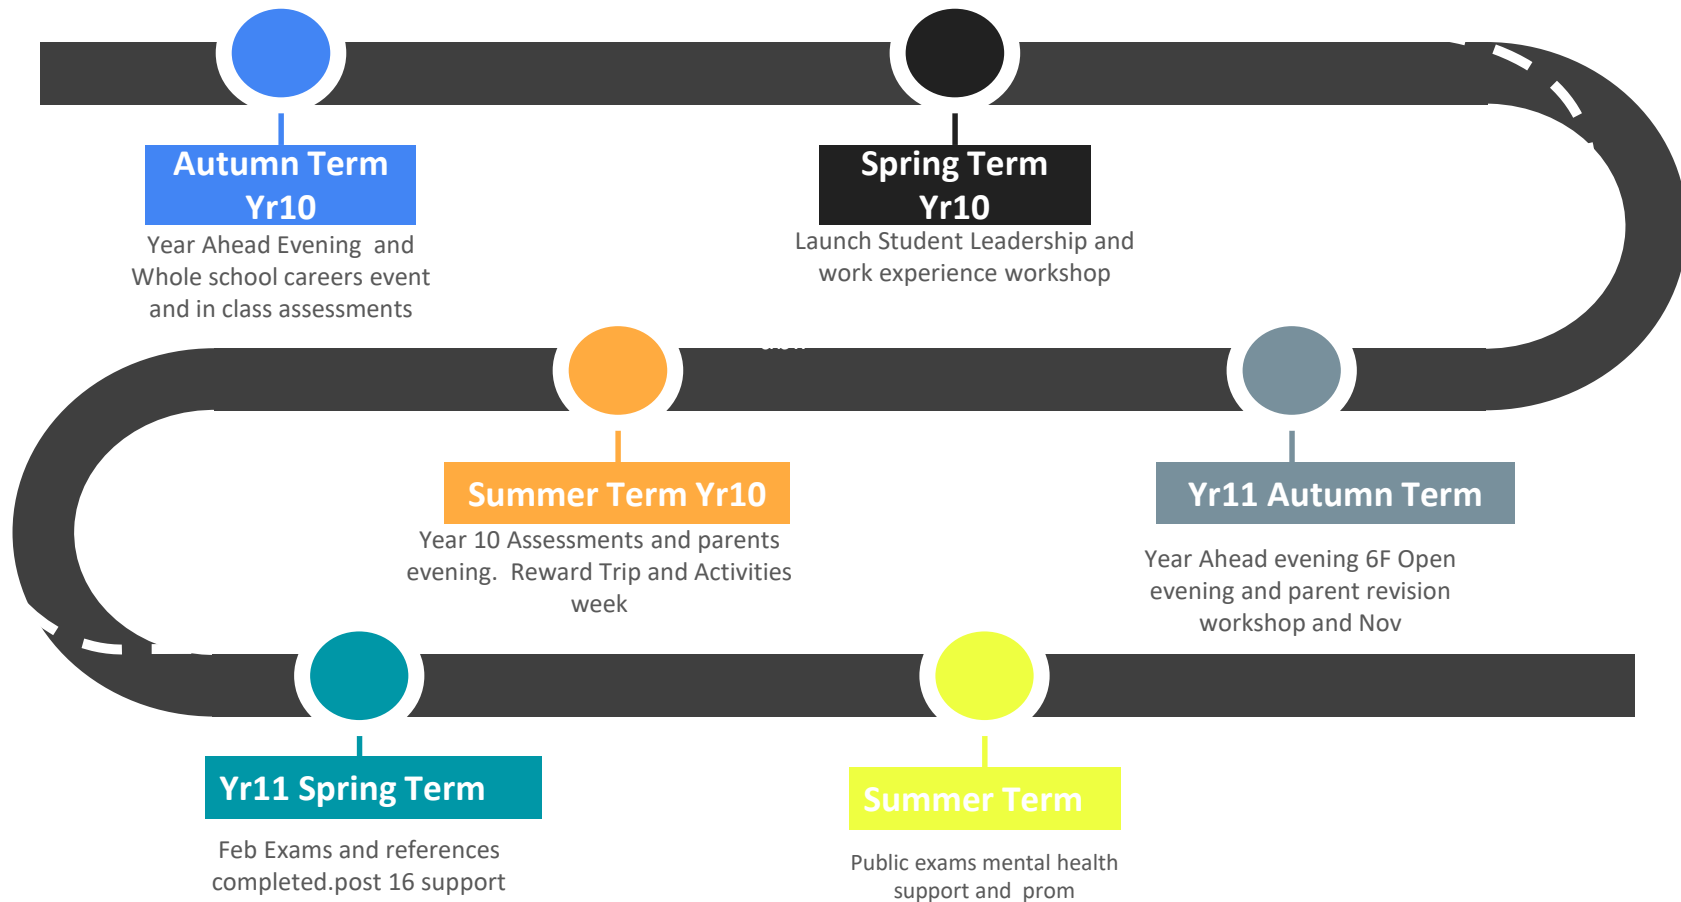 Autumn Term
Yr10
Year Ahead Evening and
Whole school careers event
and in class assessments
Spring Term
Yr10
Launch Student Leadership and
work experience workshop
Summer Term Yr10
Year 10 Assessments and parents
evening. Reward Trip and Activities
week
Yr11 Autumn Term
Year Ahead evening 6F Open
evening and parent revision
workshop and Nov
Yr11 Spring Term
Feb Exams and references
completed.post 16 support
Summer Term
Public exams mental health
support and prom